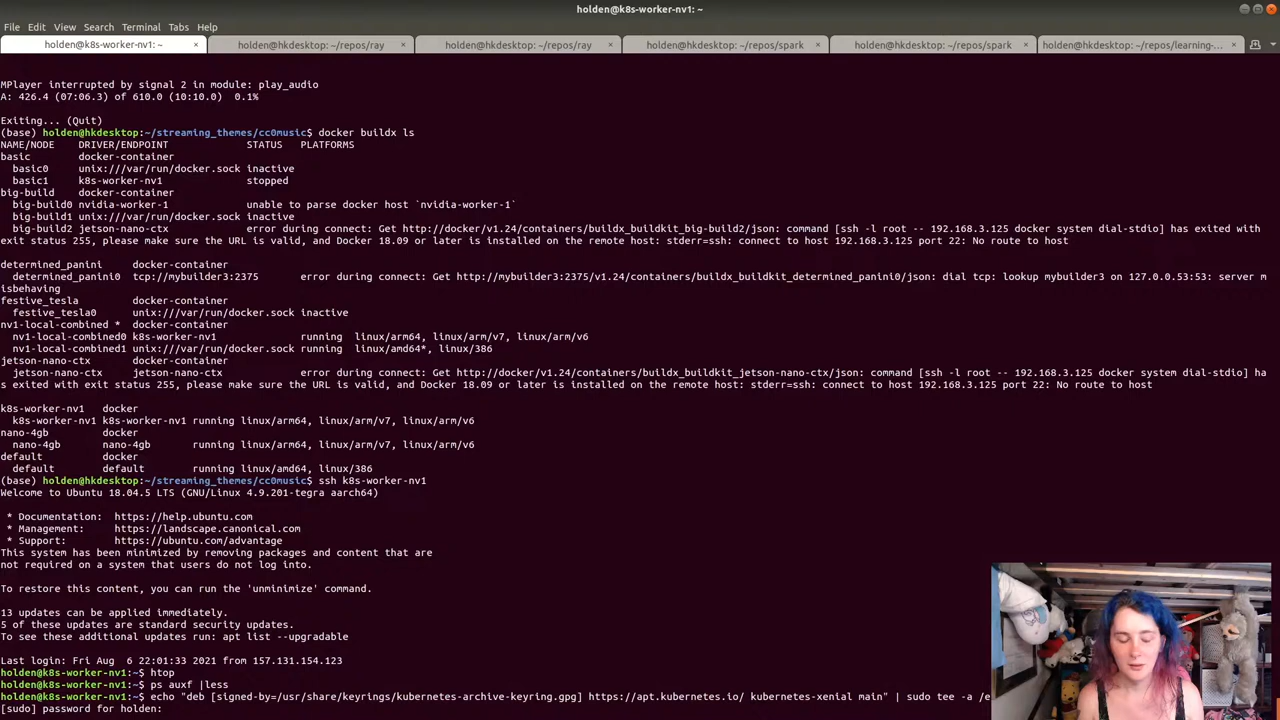 holden@k8s-worker-nv1: ~
File Edit View Search Terminal Tabs Help
holden@k8s-worker-nv1: ~ × holden@hkdesktop: ~/repos/ray × holden@hkdesktop: ~/repos/ray × holden@hkdesktop: ~/repos/spark × holden@hkdesktop: ~/repos/spark × holden@hkdesktop: ~/repos/learning-... ×
MPlayer interrupted by signal 2 in module: play_audio
A: 426.4 (07:06.3) of 610.0 (10:10.0) 0.1%
Exiting... (Quit)
(base) holden@hkdesktop:~/streaming_themes/cc0music$ docker buildx ls
NAME/NODE DRIVER/ENDPOINT STATUS PLATFORMS
basic docker-container
basic0 unix:///var/run/docker.sock inactive
basic1 k8s-worker-nv1 stopped
big-build docker-container
big-build0 nvidia-worker-1 unable to parse docker host `nvidia-worker-1`
big-build1 unix:///var/run/docker.sock inactive
big-build2 jetson-nano-ctx error during connect: Get http://docker/v1.24/containers/buildx_buildkit_big-build2/json: command [ssh -l root -- 192.168.3.125 docker system dial-stdio] has exited with
exit status 255, please make sure the URL is valid, and Docker 18.09 or later is installed on the remote host: stderr=ssh: connect to host 192.168.3.125 port 22: No route to host
determined_panini docker-container
determined_panini0 tcp://mybuilder3:2375 error during connect: Get http://mybuilder3:2375/v1.24/containers/buildx_buildkit_determined_panini0/json: dial tcp: lookup mybuilder3 on 127.0.0.53:53: server m
isbehaving
festive_tesla docker-container
festive_tesla0 unix:///var/run/docker.sock inactive
nv1-local-combined * docker-container
nv1-local-combined0 k8s-worker-nv1 running linux/arm64, linux/arm/v7, linux/arm/v6
nv1-local-combined1 unix:///var/run/docker.sock running linux/amd64*, linux/386
jetson-nano-ctx docker-container
jetson-nano-ctx jetson-nano-ctx error during connect: Get http://docker/v1.24/containers/buildx_buildkit_jetson-nano-ctx/json: command [ssh -l root -- 192.168.3.125 docker system dial-stdio] ha
s exited with exit status 255, please make sure the URL is valid, and Docker 18.09 or later is installed on the remote host: stderr=ssh: connect to host 192.168.3.125 port 22: No route to host
k8s-worker-nv1 docker
k8s-worker-nv1 k8s-worker-nv1 running linux/arm64, linux/arm/v7, linux/arm/v6
nano-4gb docker
nano-4gb nano-4gb running linux/arm64, linux/arm/v7, linux/arm/v6
default docker
default default running linux/amd64, linux/386
(base) holden@hkdesktop:~/streaming_themes/cc0music$ ssh k8s-worker-nv1
Welcome to Ubuntu 18.04.5 LTS (GNU/Linux 4.9.201-tegra aarch64)
* Documentation: https://help.ubuntu.com
* Management: https://landscape.canonical.com
* Support: https://ubuntu.com/advantage
This system has been minimized by removing packages and content that are
not required on a system that users do not log into.
To restore this content, you can run the 'unminimize' command.
13 updates can be applied immediately.
5 of these updates are standard security updates.
To see these additional updates run: apt list --upgradable
Last login: Fri Aug 6 22:01:33 2021 from 157.131.154.123
holden@k8s-worker-nv1:~$ htop
holden@k8s-worker-nv1:~$ ps auxf |less
holden@k8s-worker-nv1:~$ echo "deb [signed-by=/usr/share/keyrings/kubernetes-archive-keyring.gpg] https://apt.kubernetes.io/ kubernetes-xenial main" | sudo tee -a /e
[sudo] password for holden: